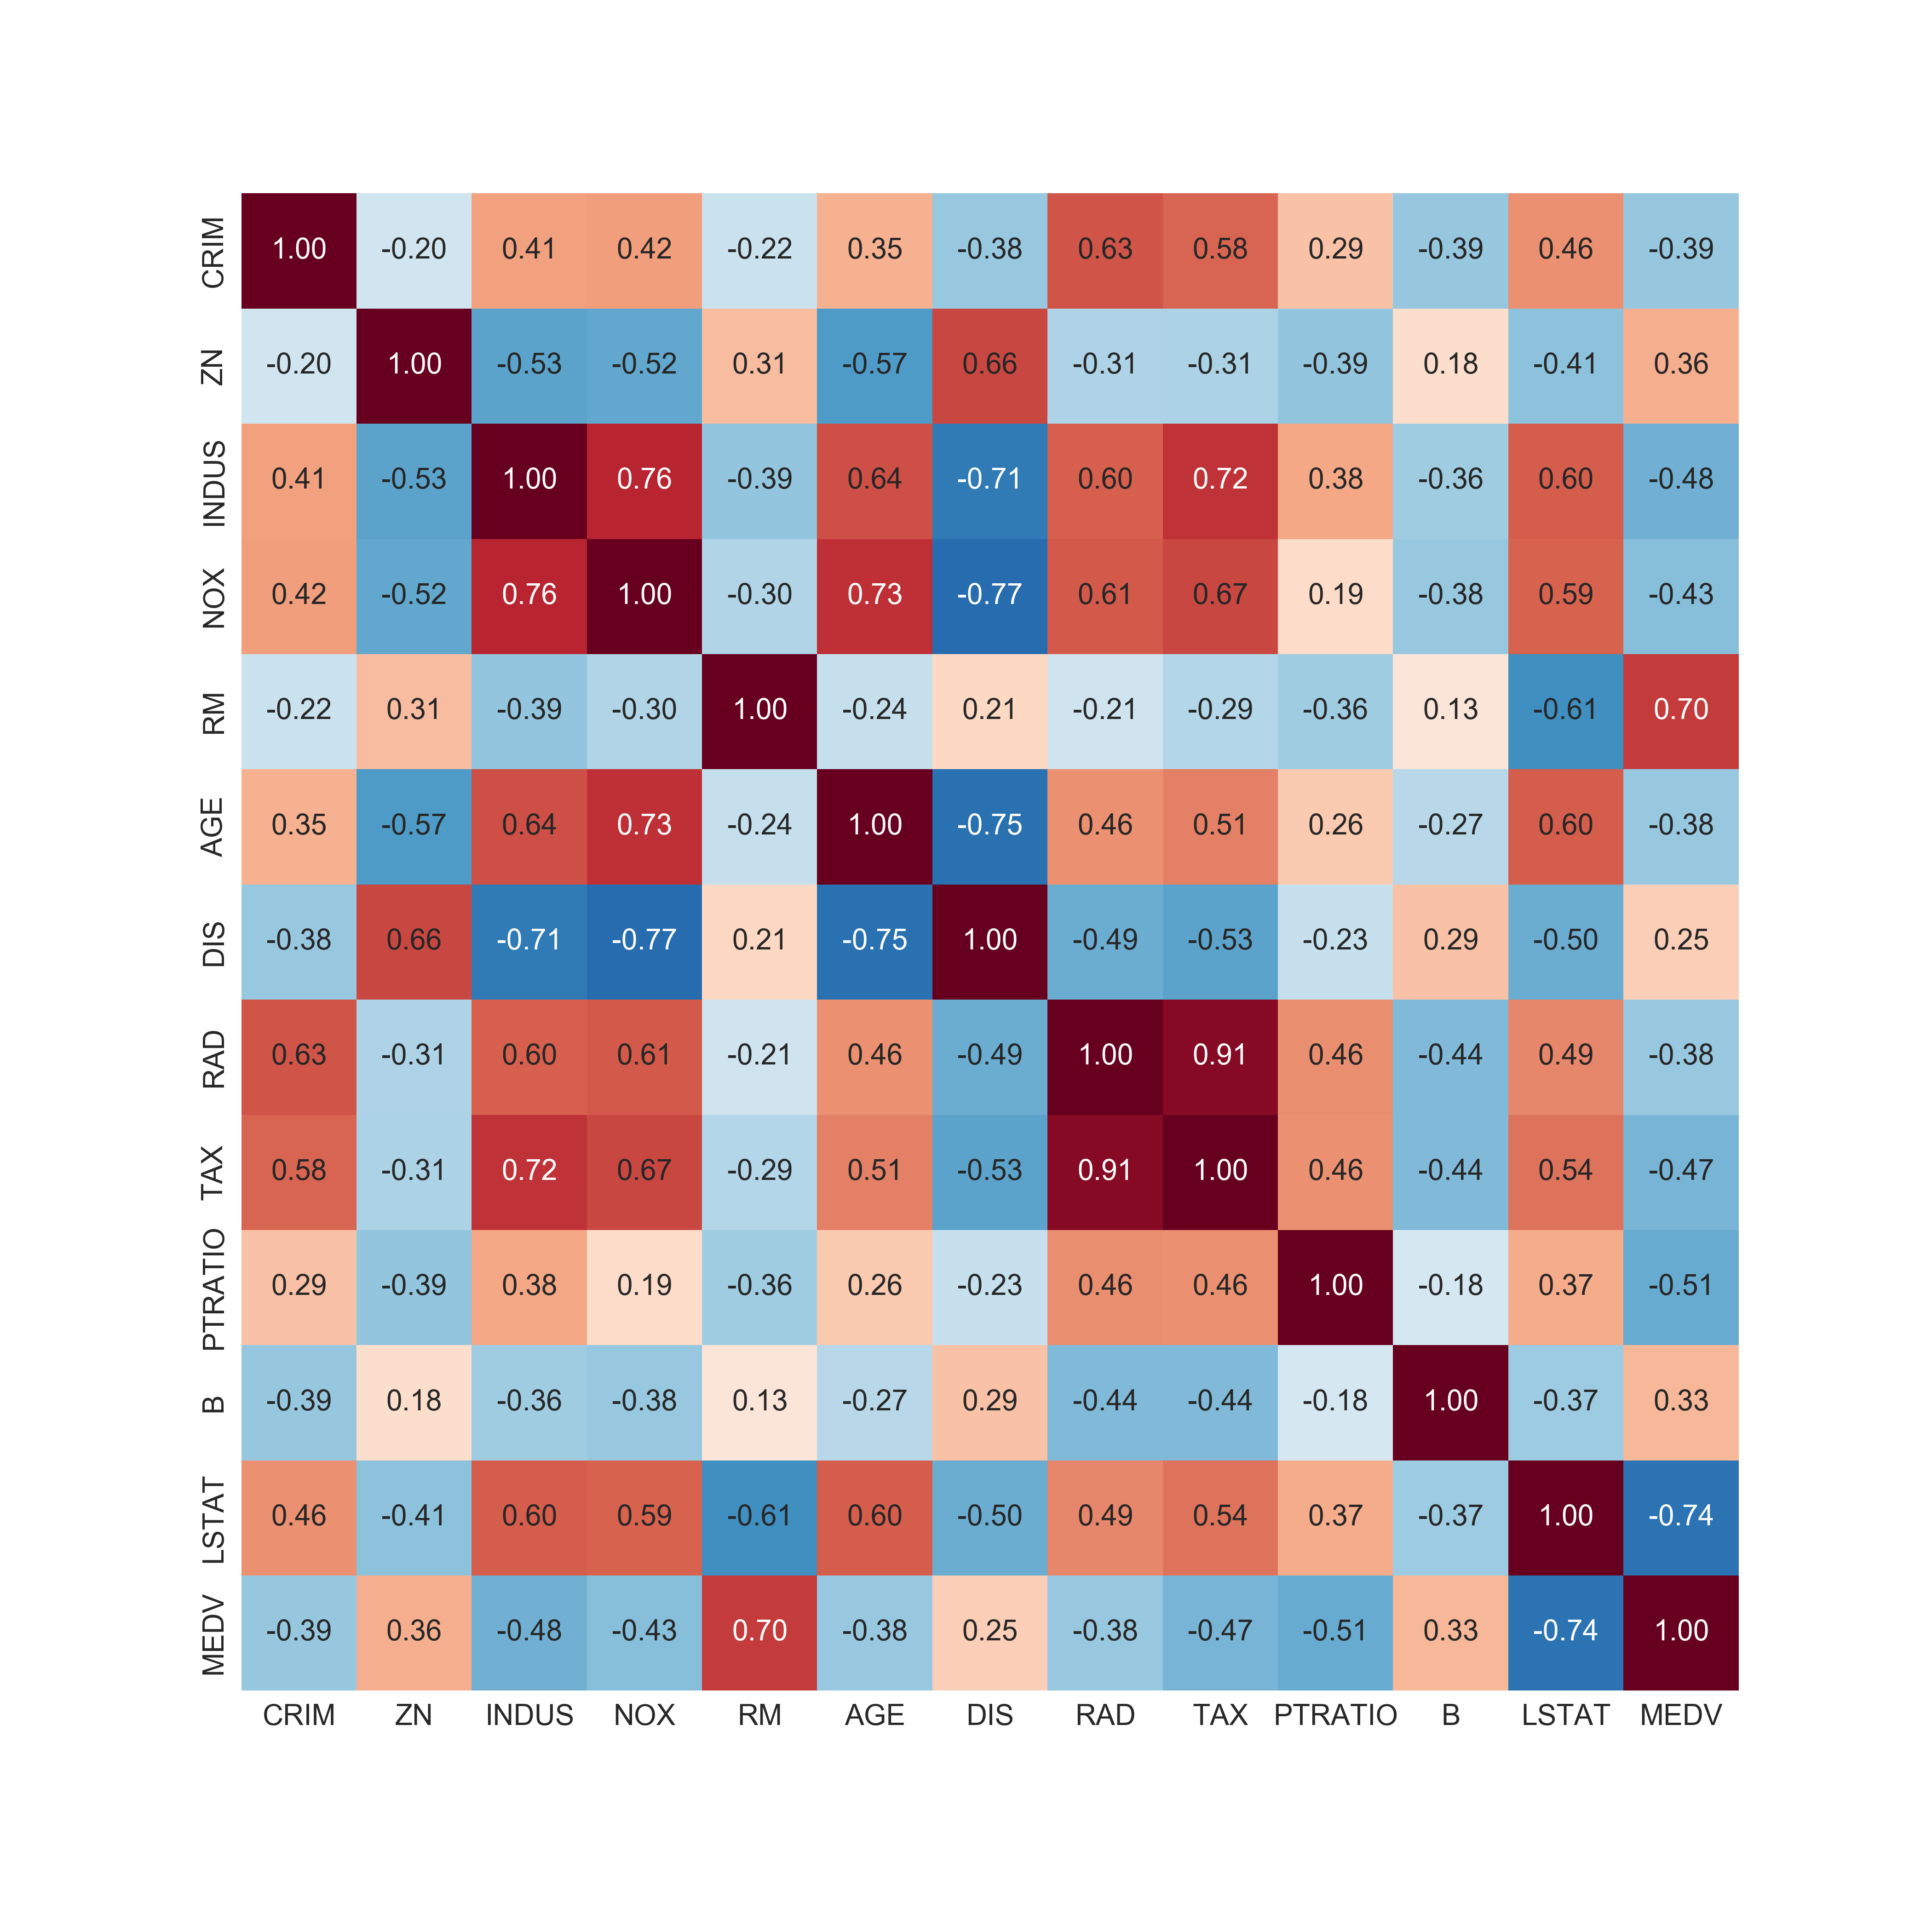 CRIM 1.00 -0.20 0.41 0.42 -0.22 0.35 -0.38 0.63 0.58 0.29 -0.39 0.46 -0.39
ZN -0.20 1.00 -0.53 -0.52 0.31 -0.57 0.66 -0.31 -0.31 -0.39 0.18 -0.41 0.36
INDUS 0.41 -0.53 1.00 0.76 -0.39 0.64 -0.71 0.60 0.72 0.38 -0.36 0.60 -0.48
NOX 0.42 -0.52 0.76 1.00 -0.30 0.73 -0.77 0.61 0.67 0.19 -0.38 0.59 -0.43
RM -0.22 0.31 -0.39 -0.30 1.00 -0.24 0.21 -0.21 -0.29 -0.36 0.13 -0.61 0.70
AGE 0.35 -0.57 0.64 0.73 -0.24 1.00 -0.75 0.46 0.51 0.26 -0.27 0.60 -0.38
DIS -0.38 0.66 -0.71 -0.77 0.21 -0.75 1.00 -0.49 -0.53 -0.23 0.29 -0.50 0.25
RAD 0.63 -0.31 0.60 0.61 -0.21 0.46 -0.49 1.00 0.91 0.46 -0.44 0.49 -0.38
TAX 0.58 -0.31 0.72 0.67 -0.29 0.51 -0.53 0.91 1.00 0.46 -0.44 0.54 -0.47
PTRATIO 0.29 -0.39 0.38 0.19 -0.36 0.26 -0.23 0.46 0.46 1.00 -0.18 0.37 -0.51
B -0.39 0.18 -0.36 -0.38 0.13 -0.27 0.29 -0.44 -0.44 -0.18 1.00 -0.37 0.33
LSTAT 0.46 -0.41 0.60 0.59 -0.61 0.60 -0.50 0.49 0.54 0.37 -0.37 1.00 -0.74
MEDV -0.39 0.36 -0.48 -0.43 0.70 -0.38 0.25 -0.38 -0.47 -0.51 0.33 -0.74 1.00
CRIM ZN INDUS NOX RM AGE DIS RAD TAX PTRATIO B LSTAT MEDV